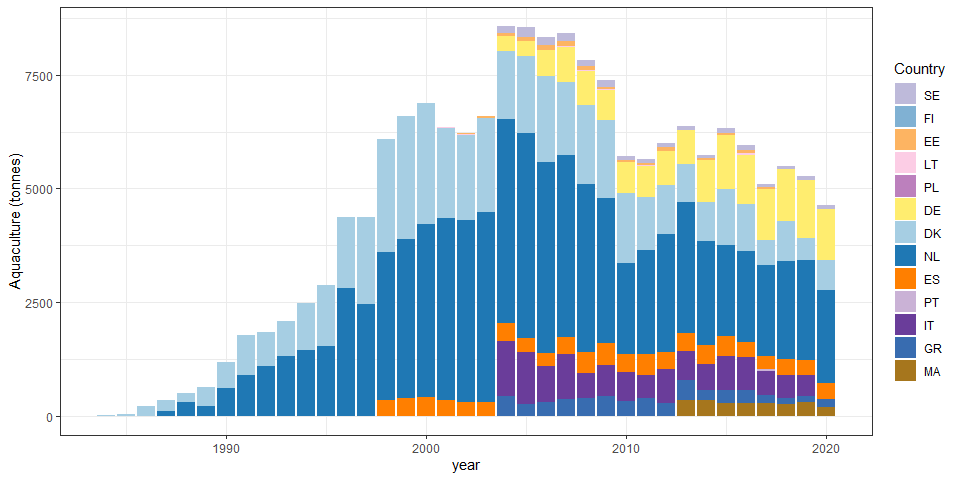 Aquaculture (tonnes)
7500
5000
2500
0
1990
2000
2010
2020
year
Country
SE
FI
EE
LT
PL
DE
DK
NL
ES
PT
IT
GR
MA